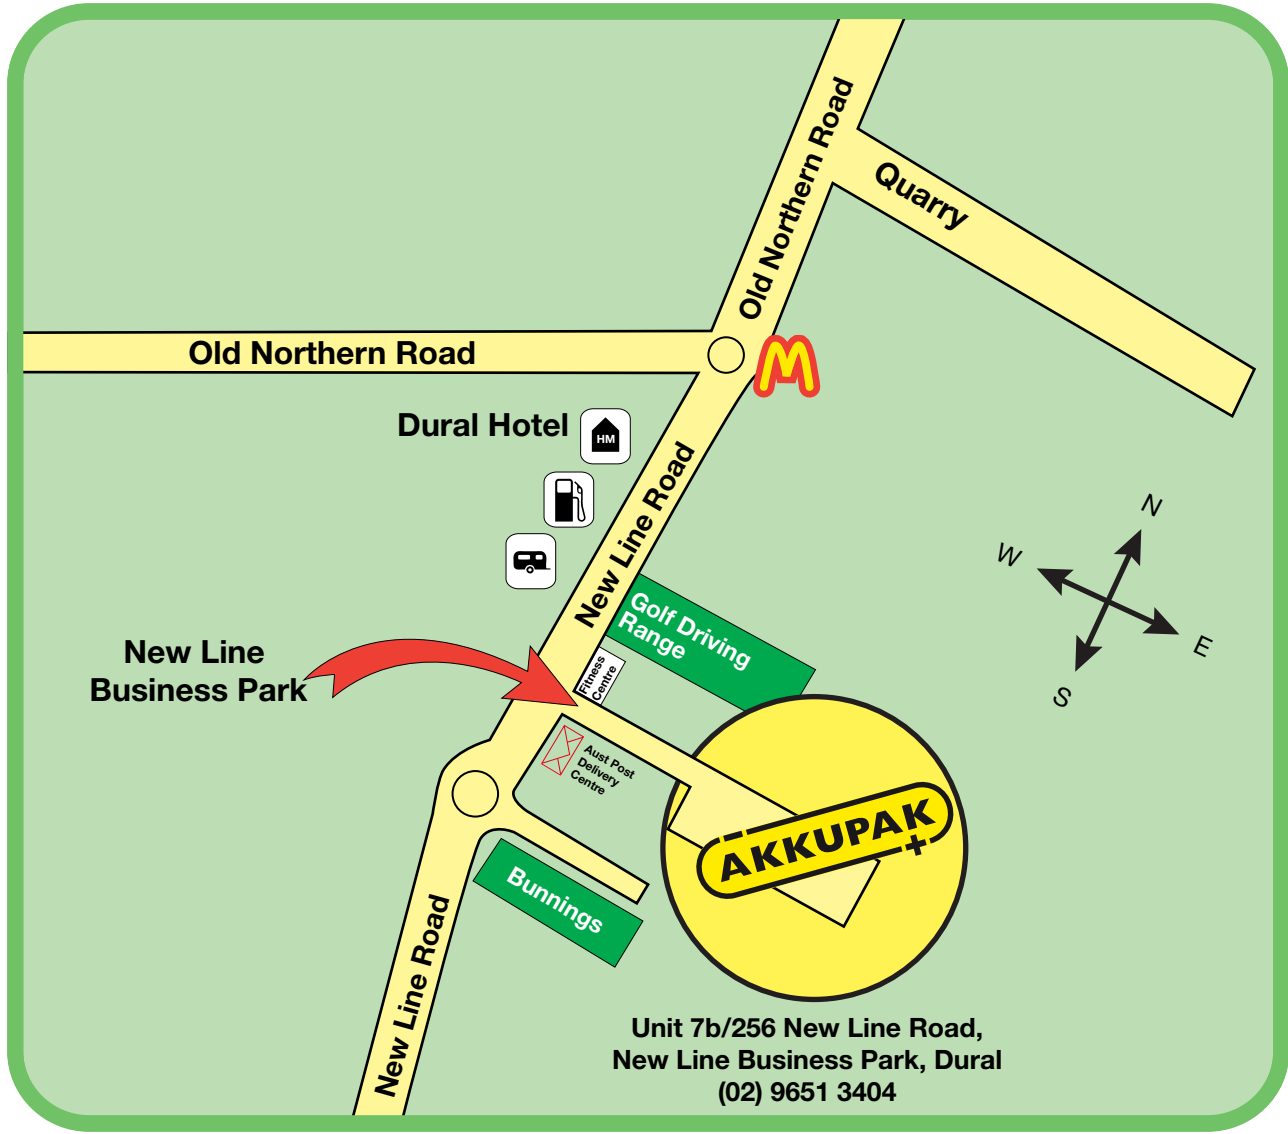 Old Northern Road
Quarry
Old Northern Road
M
Dural Hotel
HM
New Line Road
N
W
E
S
Golf Driving
Range
New Line
Business Park
Fitness
Centre
Aust Post
Delivery
Centre
AKKUPAK
Bunnings
New Line Road
Unit 7b/256 New Line Road,
New Line Business Park, Dural
(02) 9651 3404